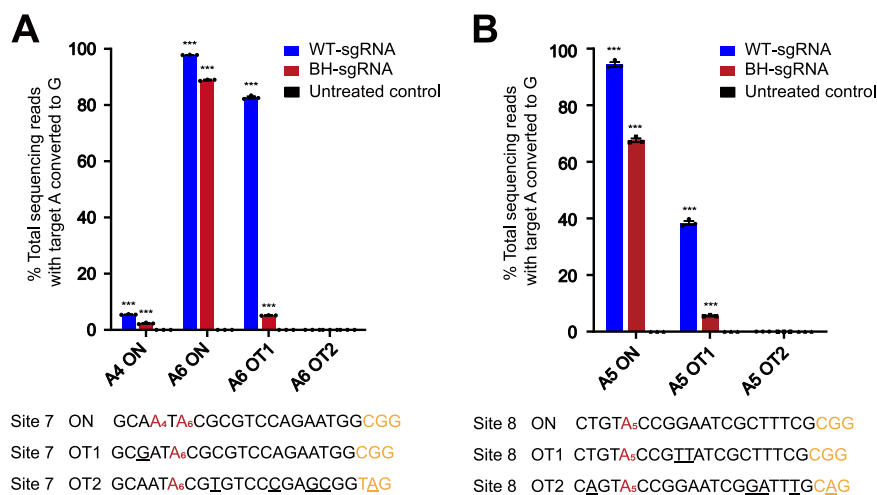 A
% Total sequencing reads
with target A converted to G
100
80
60
40
20
0
*** *** *** *** *** ***
WT-sgRNA
BH-sgRNA
Untreated control
A4 ON
A6 ON
A6 OT1
A6 OT2
Site 7 ON GCAA₄TA₆CGCGTCCAGAATGGCGG
Site 7 OT1 GCGATA₆CGCGTCCAGAATGGCGG
Site 7 OT2 GCAATA₆CGTGTCCCGAGCGGTAG
B
% Total sequencing reads
with target A converted to G
100
80
60
40
20
0
*** *** *** ***
WT-sgRNA
BH-sgRNA
Untreated control
A5 ON
A5 OT1
A5 OT2
Site 8 ON CTGTA₅CCGGAATCGCTTTCGCGG
Site 8 OT1 CTGTA₅CCGTTATCGCTTTCGCGG
Site 8 OT2 CAGTA₅CCGGAATCGGATTTGCAG